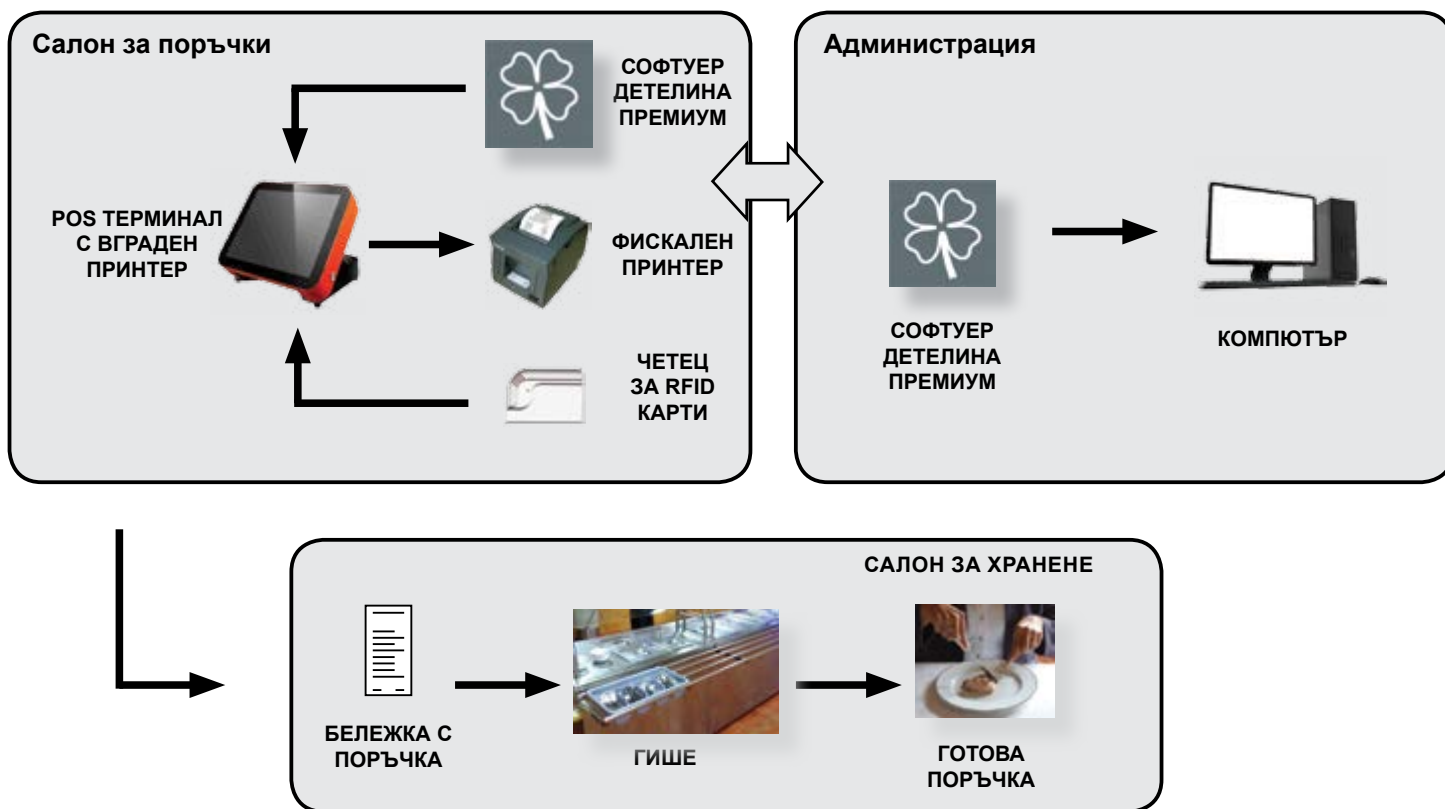 Салон за поръчки
СОФТУЕР
ДЕТЕЛИНА
ПРЕМИУМ
POS ТЕРМИНАЛ
С ВГРАДЕН
ПРИНТЕР
ФИСКАЛЕН
ПРИНТЕР
ЧЕТЕЦ
ЗА RFID
КАРТИ
Администрация
СОФТУЕР
ДЕТЕЛИНА
ПРЕМИУМ
КОМПЮТЪР
САЛОН ЗА ХРАНЕНЕ
БЕЛЕЖКА С
ПОРЪЧКА
ГИШЕ
ГОТОВА
ПОРЪЧКА